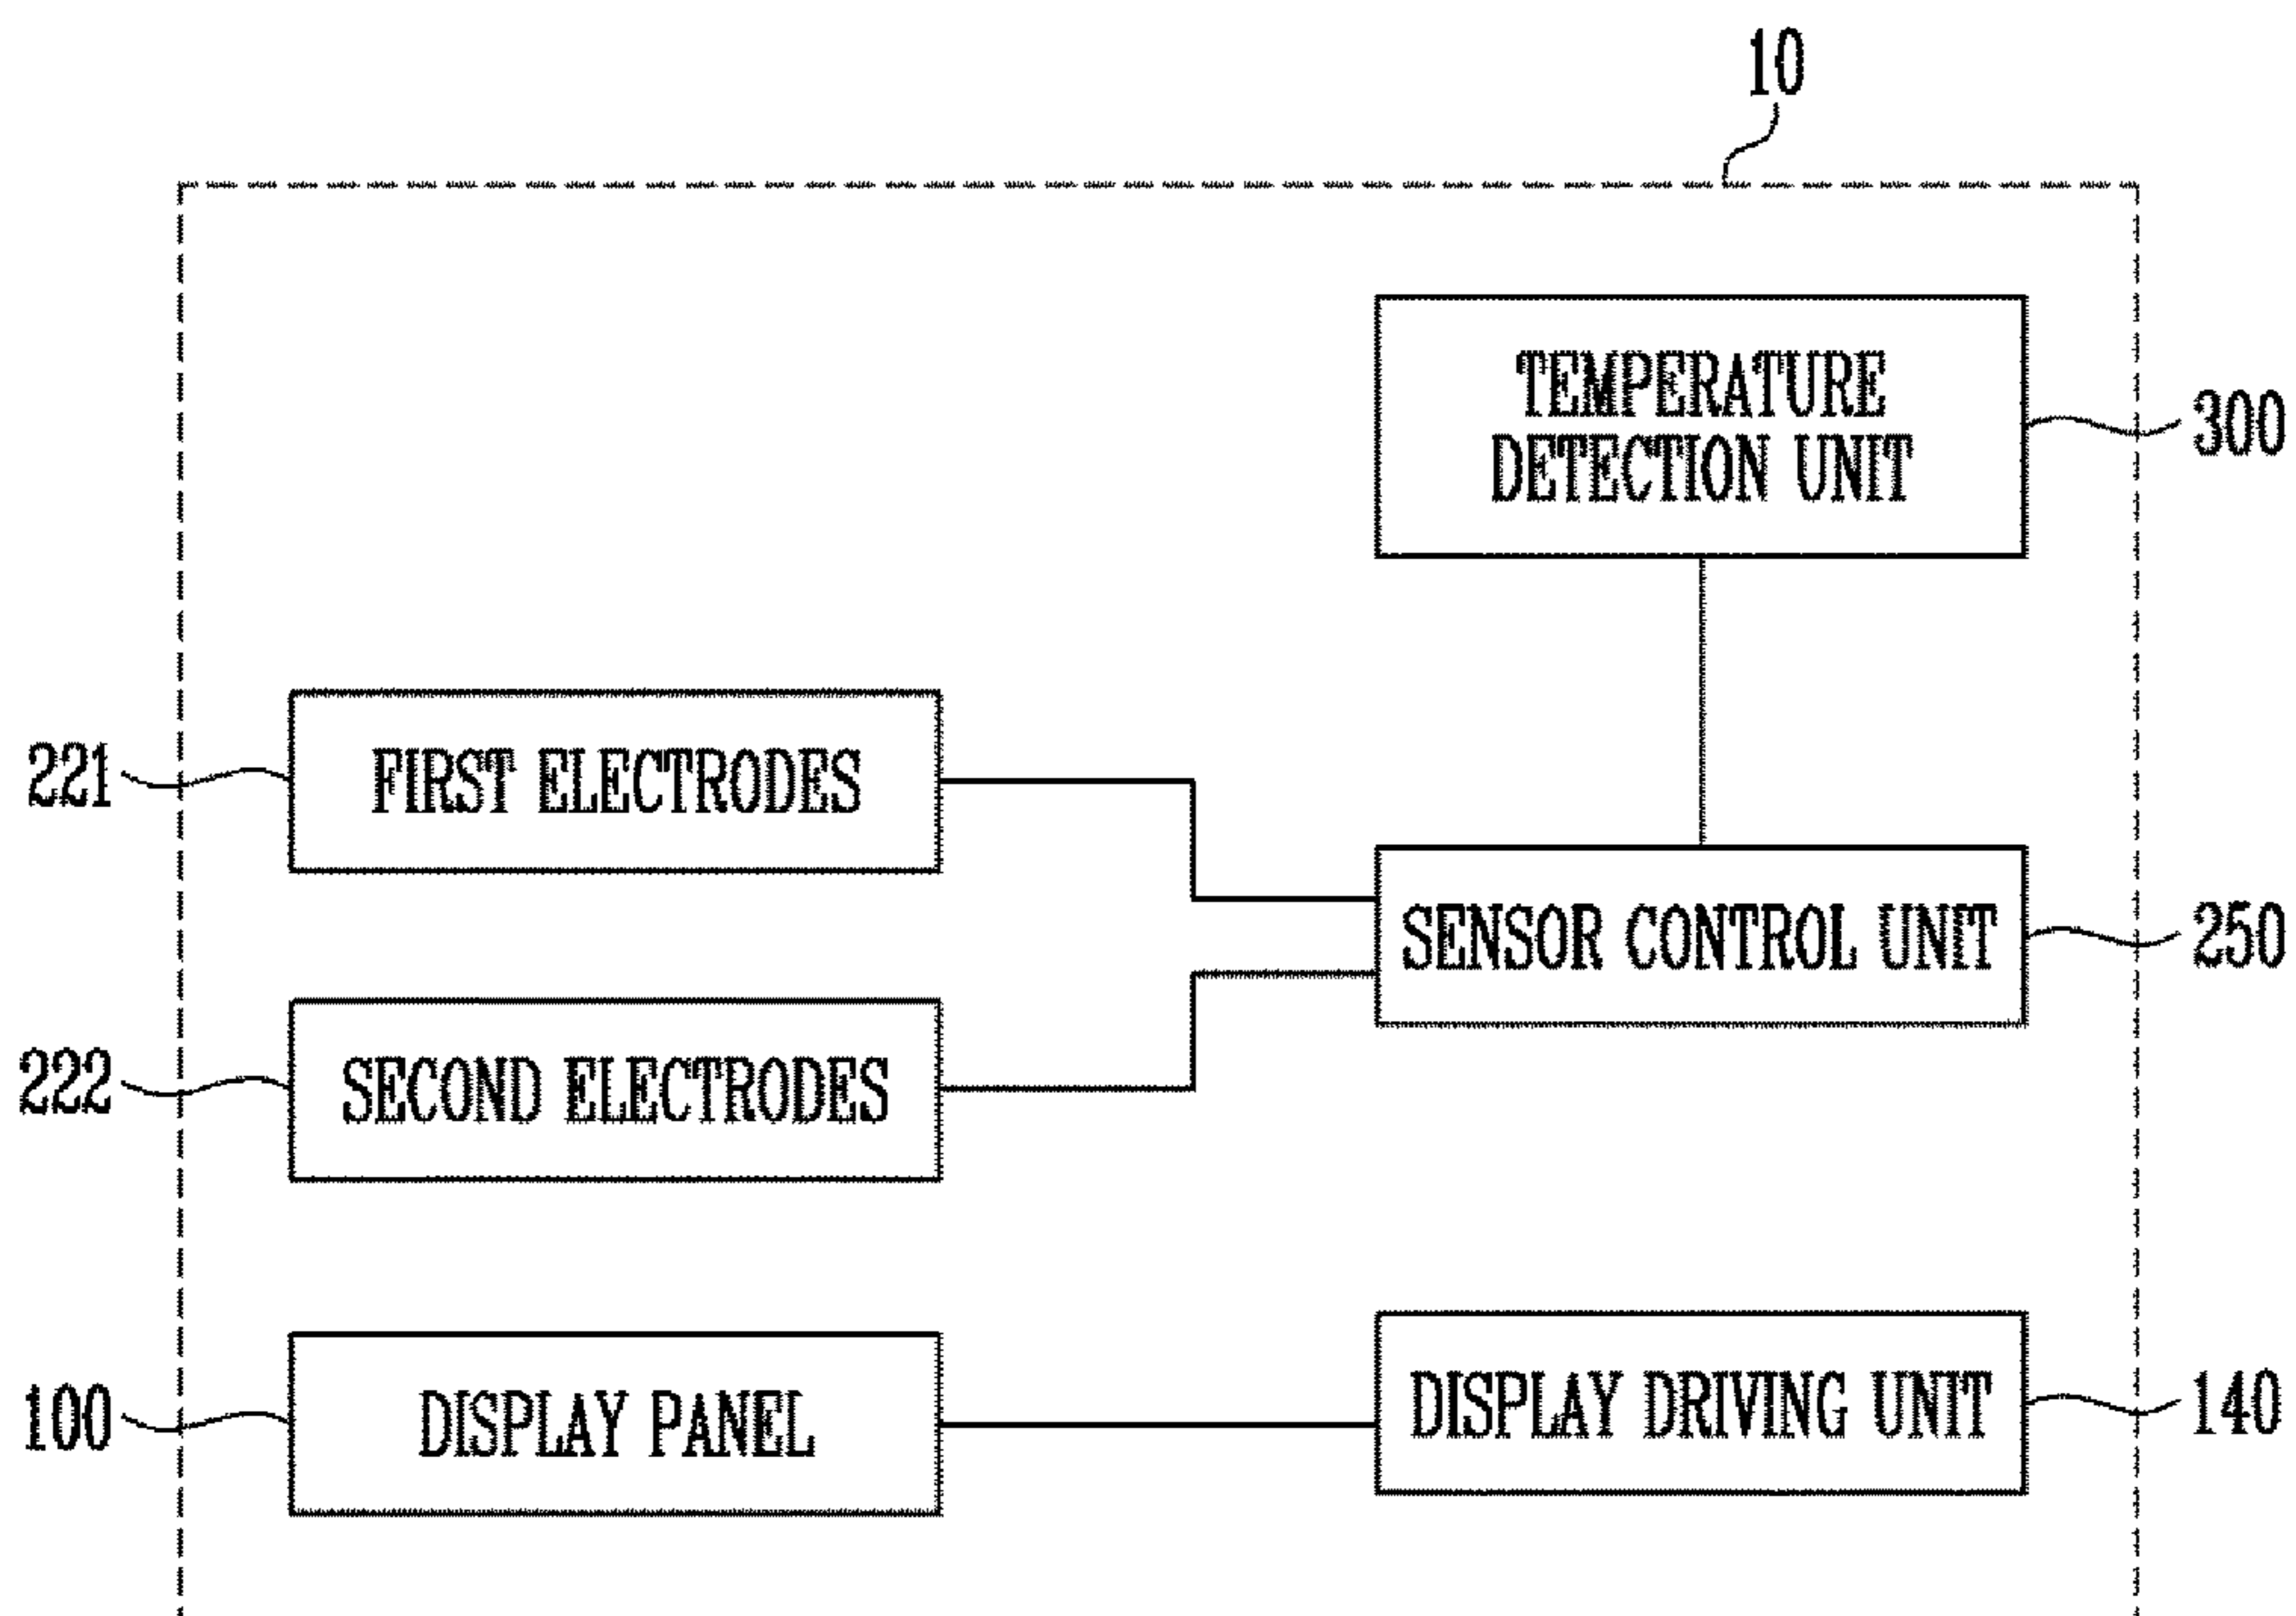 10
TEMPERATURE
DETECTION UNIT
300
221
FIRST ELECTRODES
SENSOR CONTROL UNIT
250
222
SECOND ELECTRODES
100
DISPLAY PANEL
DISPLAY DRIVING UNIT
140